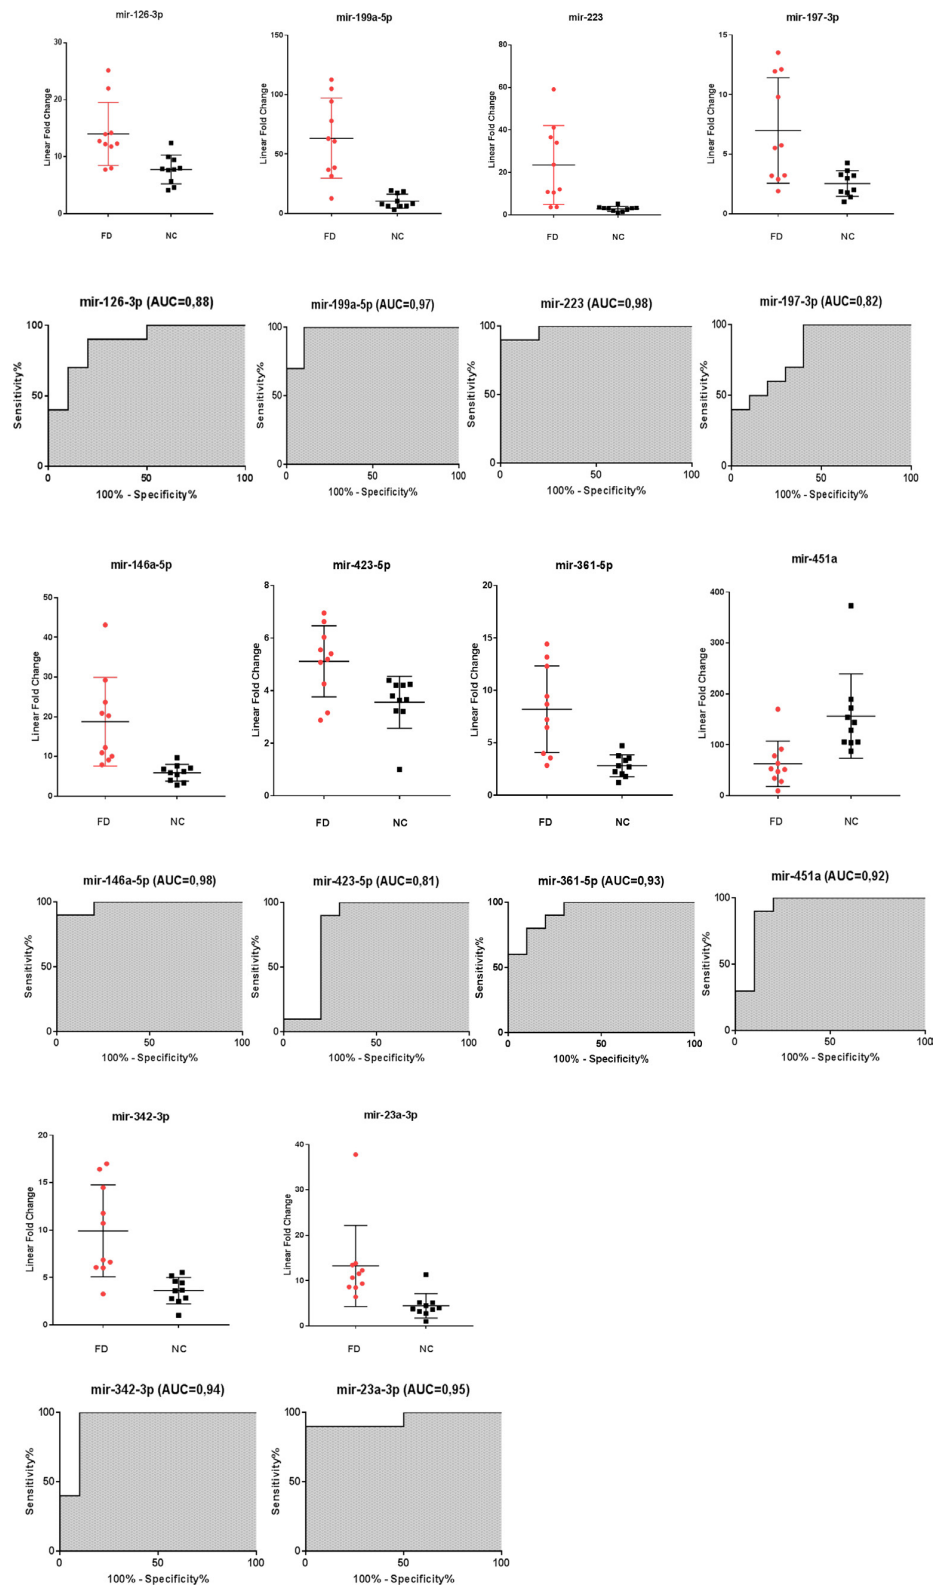 mir-126-3p
mir-199a-5p
mir-223
mir-197-3p
Linear Fold Change
30
20
10
0
FD NC
Linear Fold Change
150
100
50
0
FD NC
Linear Fold Change
80
60
40
20
0
FD NC
Linear Fold Change
15
10
5
0
FD NC
mir-126-3p (AUC=0,88)
mir-199a-5p (AUC=0,97)
mir-223 (AUC=0,98)
mir-197-3p (AUC=0,82)
Sensitivity%
100
50
0
0 50 100
100% - Specificity%
Sensitivity%
100
50
0
0 50 100
100% - Specificity%
Sensitivity%
100
50
0
0 50 100
100% - Specificity%
Sensitivity%
100
50
0
0 50 100
100% - Specificity%
mir-146a-5p
mir-423-5p
mir-361-5p
mir-451a
Linear Fold Change
50
40
30
20
10
0
FD NC
Linear Fold Change
8
6
4
2
0
FD NC
Linear Fold Change
20
15
10
5
0
FD NC
Linear Fold Change
400
300
200
100
0
FD NC
mir-146a-5p (AUC=0,98)
mir-423-5p (AUC=0,81)
mir-361-5p (AUC=0,93)
mir-451a (AUC=0,92)
Sensitivity%
100
50
0
0 50 100
100% - Specificity%
Sensitivity%
100
50
0
0 50 100
100% - Specificity%
Sensitivity%
100
50
0
0 50 100
100% - Specificity%
Sensitivity%
100
50
0
0 50 100
100% - Specificity%
mir-342-3p
mir-23a-3p
Linear Fold Change
20
15
10
5
0
FD NC
Linear Fold Change
40
30
20
10
0
FD NC
mir-342-3p (AUC=0,94)
mir-23a-3p (AUC=0,95)
Sensitivity%
100
50
0
0 50 100
100% - Specificity%
Sensitivity%
100
50
0
0 50 100
100% - Specificity%